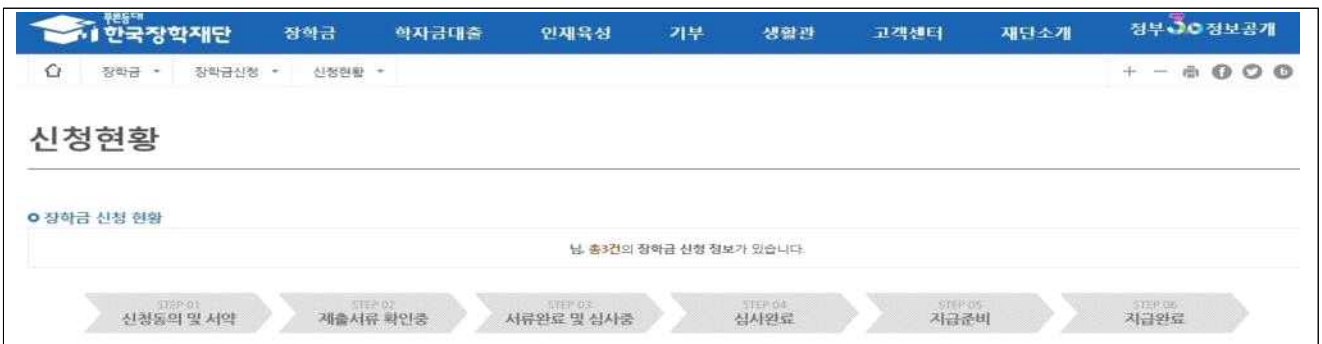 푸른등대
한국장학재단 장학금 학자금대출 인재육성 기부 생활관 고객센터 재단소개 정부3.0정보공개
장학금 장학금신청 신청현황
신청현황
장학금 신청 현황
님. 총3건의 장학금 신청 정보가 있습니다.
STEP 01 STEP 02 STEP 03 STEP 04 STEP 05 STEP 06
신청동의 및 서약 제출서류 확인중 서류완료 및 심사중 심사완료 지급준비 지급완료